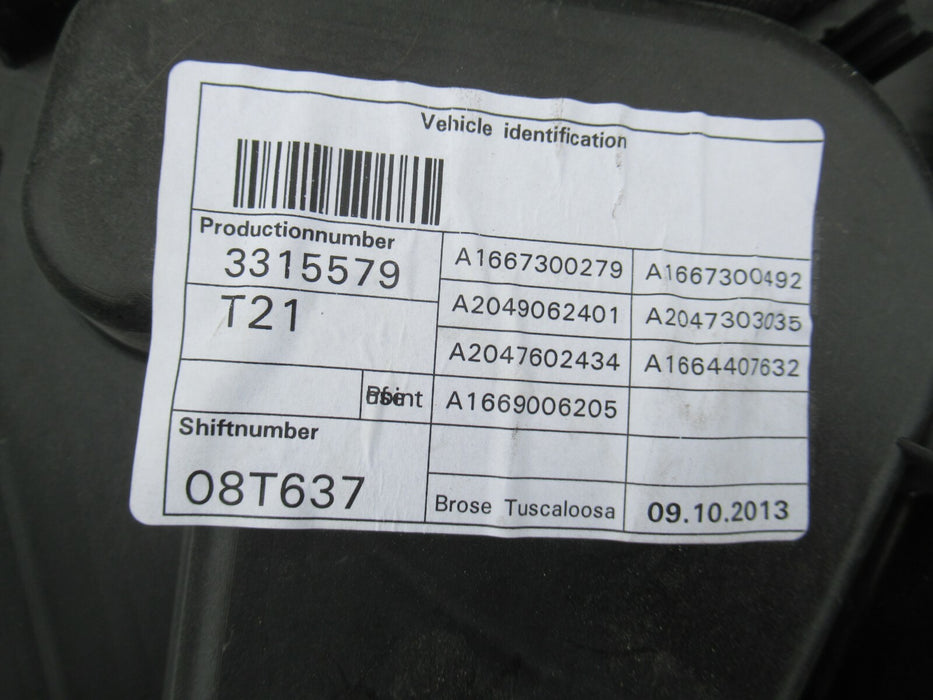 Vehicle identification
Productionnumber
3315579
T21
Shiftnumber
08T637
A1667300279 A1667300492
A2049062401 A2047303035
A2047602434 A1664407632
A1669006205
Brose Tuscaloosa 09.10.2013